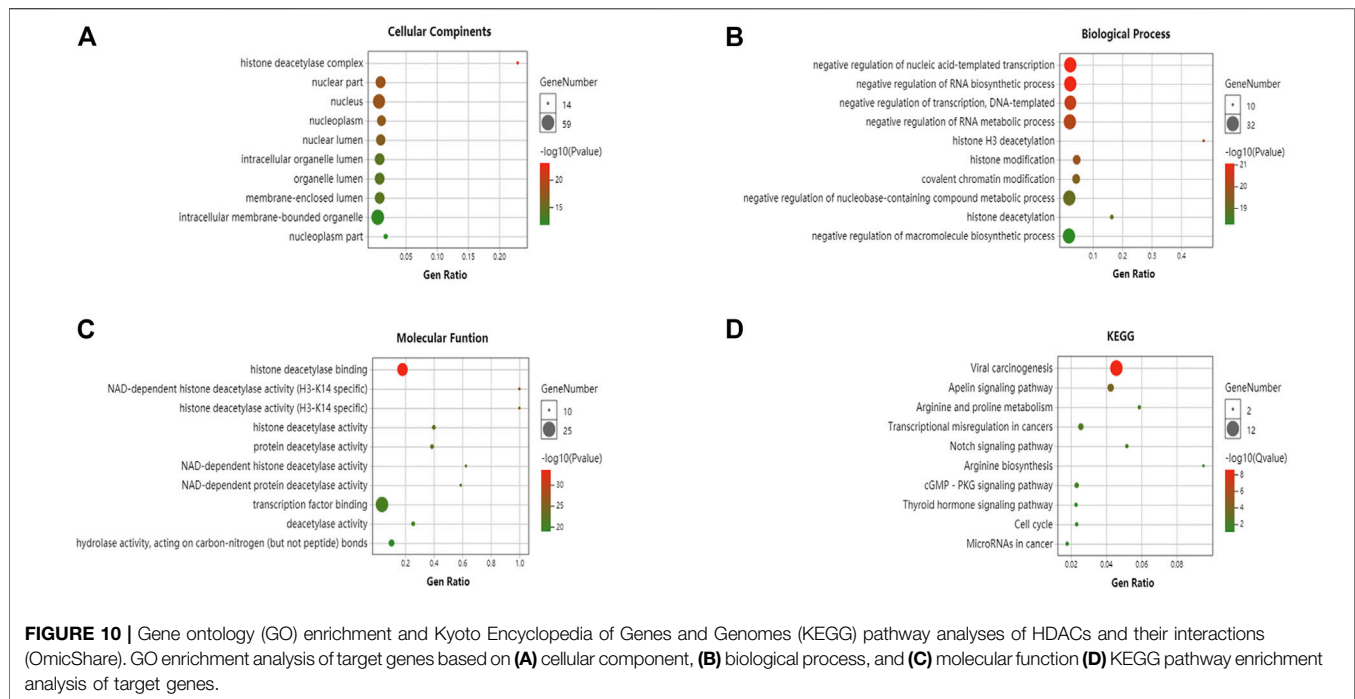 A
Cellular Compinents
histone deacetylase complex
nuclear part
nucleus
nucleoplasm
nuclear lumen
intracellular organelle lumen
organelle lumen
membrane-enclosed lumen
intracellular membrane-bounded organelle
nucleoplasm part
0.05 0.10 0.15 0.20
Gen Ratio
GeneNumber
14
59
-log10(Pvalue)
20
15
B
Biological Process
negative regulation of nucleic acid-templated transcription
negative regulation of RNA biosynthetic process
negative regulation of transcription, DNA-templated
negative regulation of RNA metabolic process
histone H3 deacetylation
histone modification
covalent chromatin modification
negative regulation of nucleobase-containing compound metabolic process
histone deacetylation
negative regulation of macromolecule biosynthetic process
0.1 0.2 0.3 0.4
Gen Ratio
GeneNumber
10
32
-log10(Pvalue)
21
20
19
C
Molecular Funtion
histone deacetylase binding
NAD-dependent histone deacetylase activity (H3-K14 specific)
histone deacetylase activity (H3-K14 specific)
histone deacetylase activity
protein deacetylase activity
NAD-dependent histone deacetylase activity
NAD-dependent protein deacetylase activity
transcription factor binding
deacetylase activity
hydrolase activity, acting on carbon-nitrogen (but not peptide) bonds
0.2 0.4 0.6 0.8 1.0
Gen Ratio
GeneNumber
10
25
-log10(Pvalue)
30
25
20
D
KEGG
Viral carcinogenesis
Apelin signaling pathway
Arginine and proline metabolism
Transcriptional misregulation in cancers
Notch signaling pathway
Arginine biosynthesis
cGMP - PKG signaling pathway
Thyroid hormone signaling pathway
Cell cycle
MicroRNAs in cancer
0.02 0.04 0.06 0.08
Gen Ratio
GeneNumber
2
12
-log10(Qvalue)
8
6
4
2
FIGURE 10 | Gene ontology (GO) enrichment and Kyoto Encyclopedia of Genes and Genomes (KEGG) pathway analyses of HDACs and their interactions
(OmicShare). GO enrichment analysis of target genes based on (A) cellular component, (B) biological process, and (C) molecular function (D) KEGG pathway enrichment
analysis of target genes.